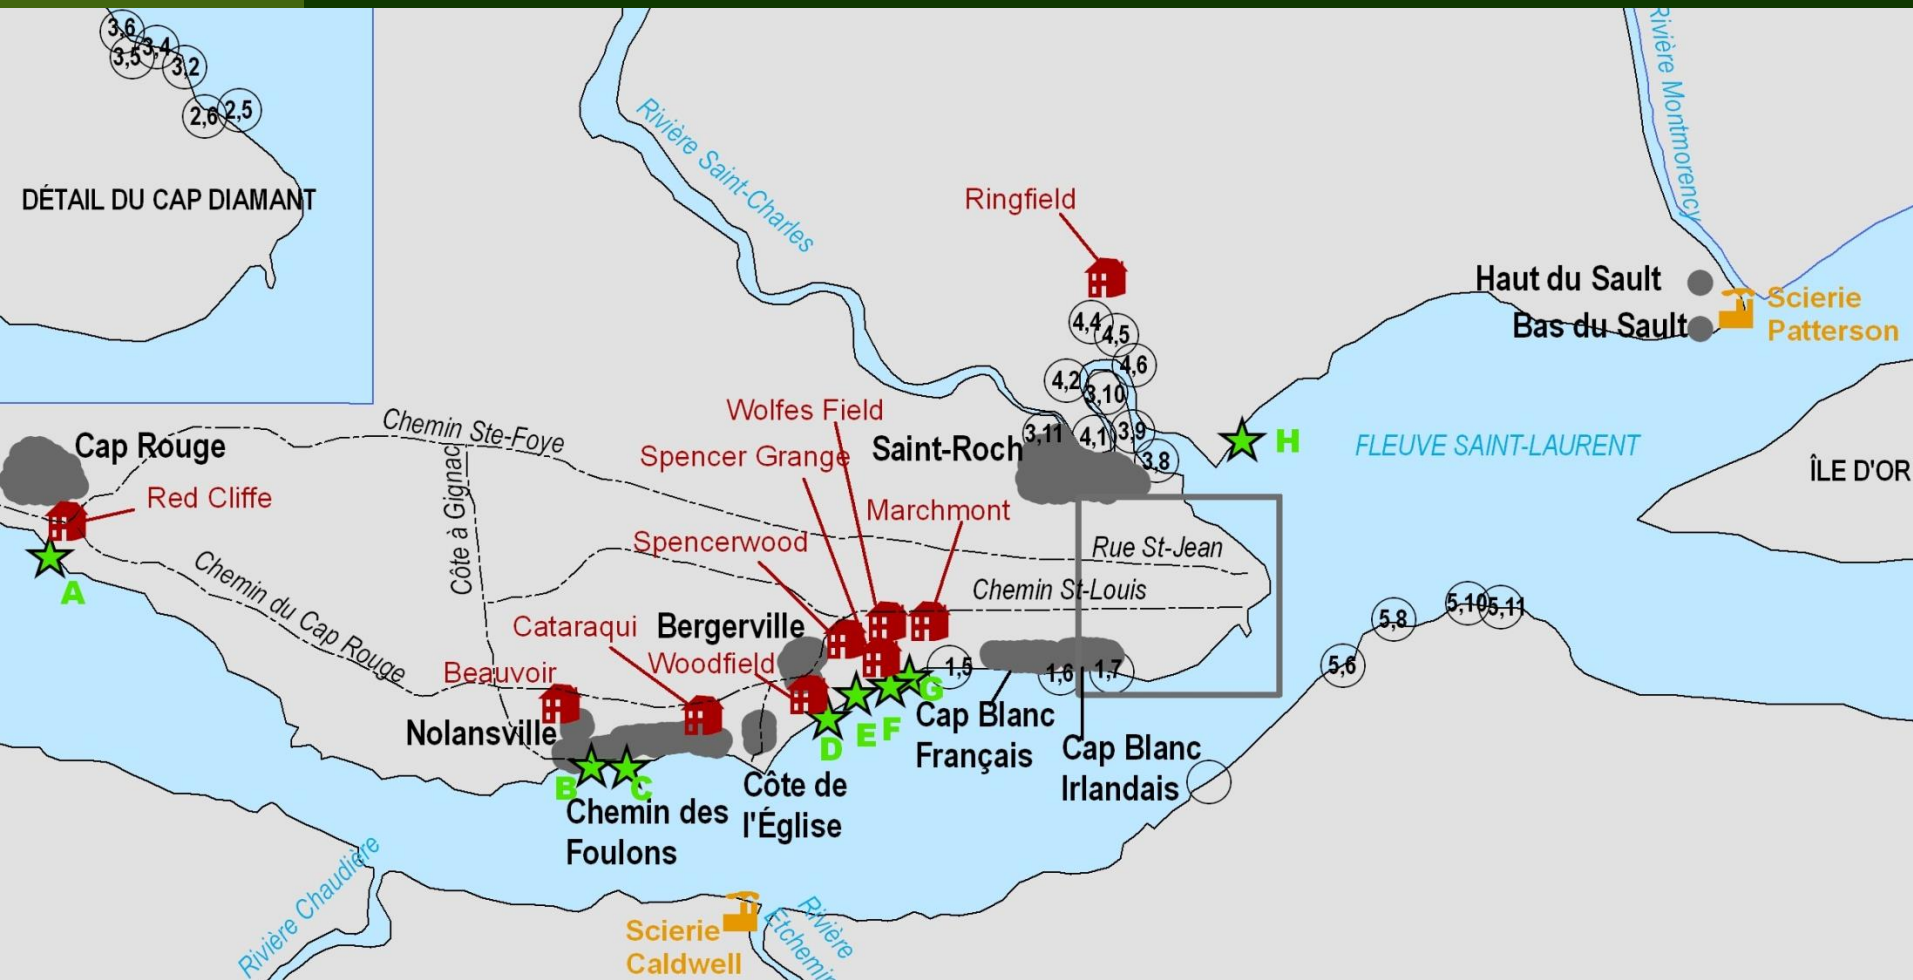 3,6
3,4
3,5
3,2
2,6
2,5
DÉTAIL DU CAP DIAMANT
Rivière Saint-Charles
Rivière Montmorency
Ringfield
Haut du Sault
Bas du Sault
Scierie
Patterson
4,4
4,5
4,6
4,2
3,10
3,11
4,1
3,9
3,8
H
FLEUVE SAINT-LAURENT
ÎLE D'OR
Chemin Ste-Foye
Cap Rouge
Red Cliffe
A
Côte à Gignac
Chemin du Cap Rouge
Wolfes Field
Spencer Grange
Saint-Roch
Marchmont
Spencerwood
Rue St-Jean
Chemin St-Louis
Cataraqui
Bergerville
Woodfield
Beauvoir
Nolansville
B
C
D
E
F
G
1,5
1,6
1,7
5,6
5,8
5,10
5,11
Cap Blanc
Français
Cap Blanc
Irlandais
Côte de
l'Église
Chemin des
Foulons
Rivière Chaudière
Scierie
Caldwell
Rivière
Etchemin